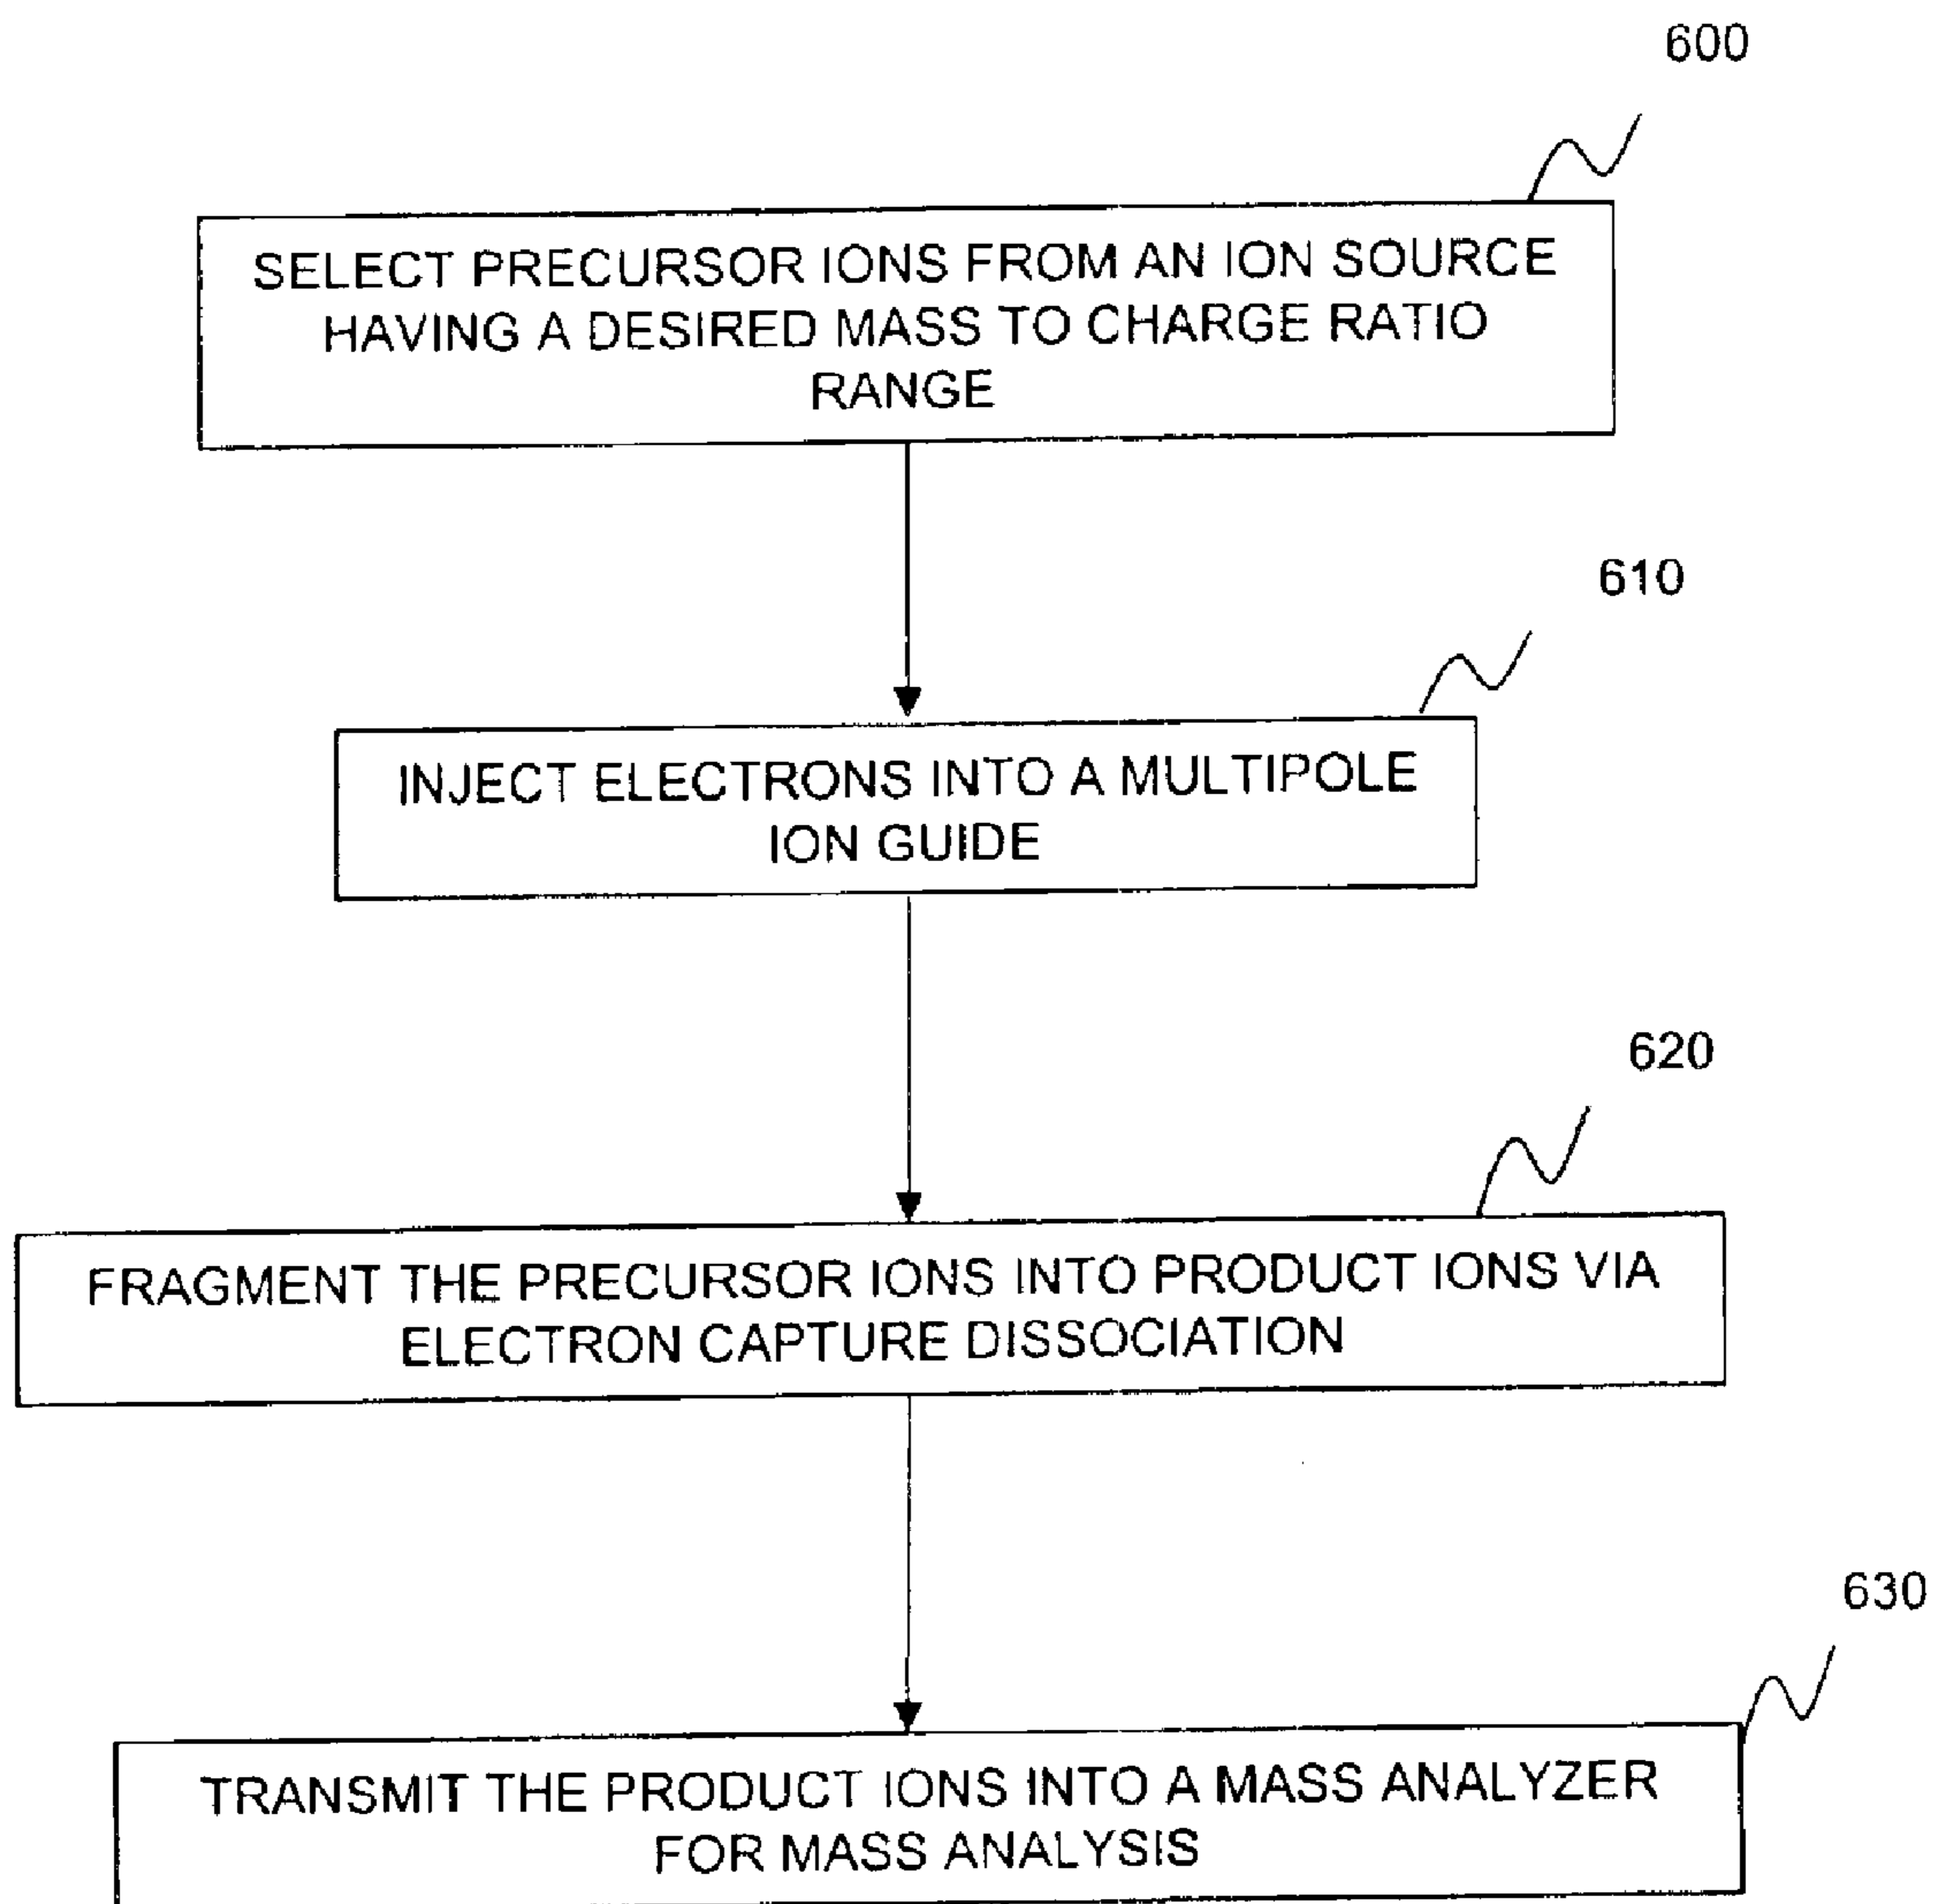 600
SELECT PRECURSOR IONS FROM AN ION SOURCE
HAVING A DESIRED MASS TO CHARGE RATIO
RANGE
610
INJECT ELECTRONS INTO A MULTIPOLE
ION GUIDE
620
FRAGMENT THE PRECURSOR IONS INTO PRODUCT IONS VIA
ELECTRON CAPTURE DISSOCIATION
630
TRANSMIT THE PRODUCT IONS INTO A MASS ANALYZER
FOR MASS ANALYSIS